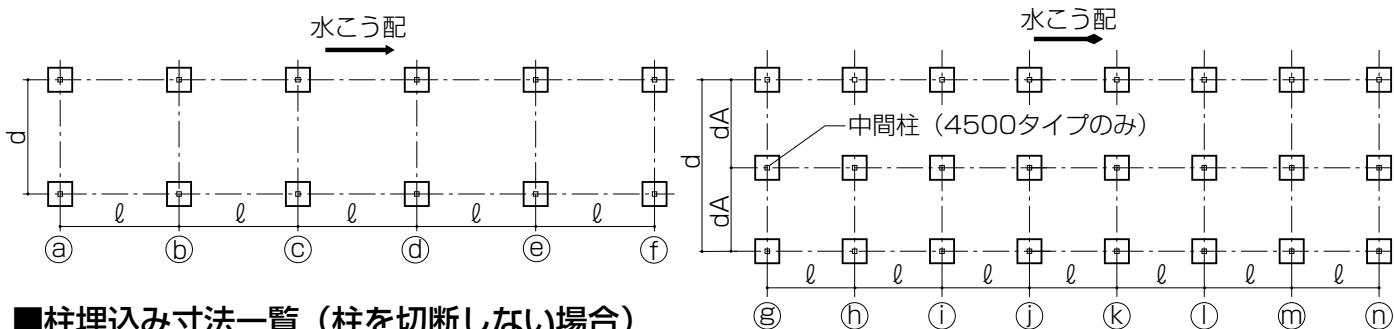 水こう配
d
ℓ ℓ ℓ ℓ ℓ
ⓐ ⓑ ⓒ ⓓ ⓔ ⓕ
水こう配
d
dA
dA
中間柱（4500タイプのみ）
ℓ ℓ ℓ ℓ ℓ ℓ ℓ
ⓖ ⓗ ⓘ ⓙ ⓚ ⓛ ⓜ ⓝ
■柱埋込み寸法一覧（柱を切断しない場合）